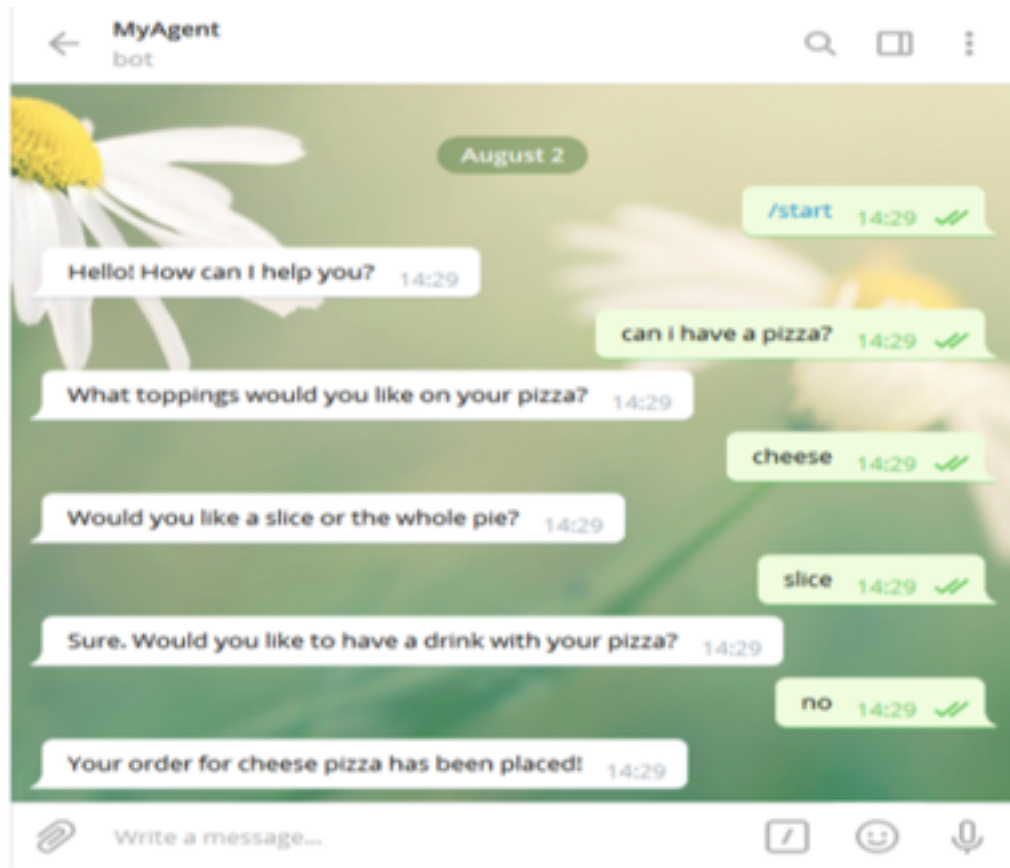 MyAgent
bot
August 2
/start 14:29
Hello! How can I help you? 14:29
can i have a pizza? 14:29
What toppings would you like on your pizza? 14:29
cheese 14:29
Would you like a slice or the whole pie? 14:29
slice 14:29
Sure. Would you like to have a drink with your pizza? 14:29
no 14:29
Your order for cheese pizza has been placed! 14:29
Write a message...
/